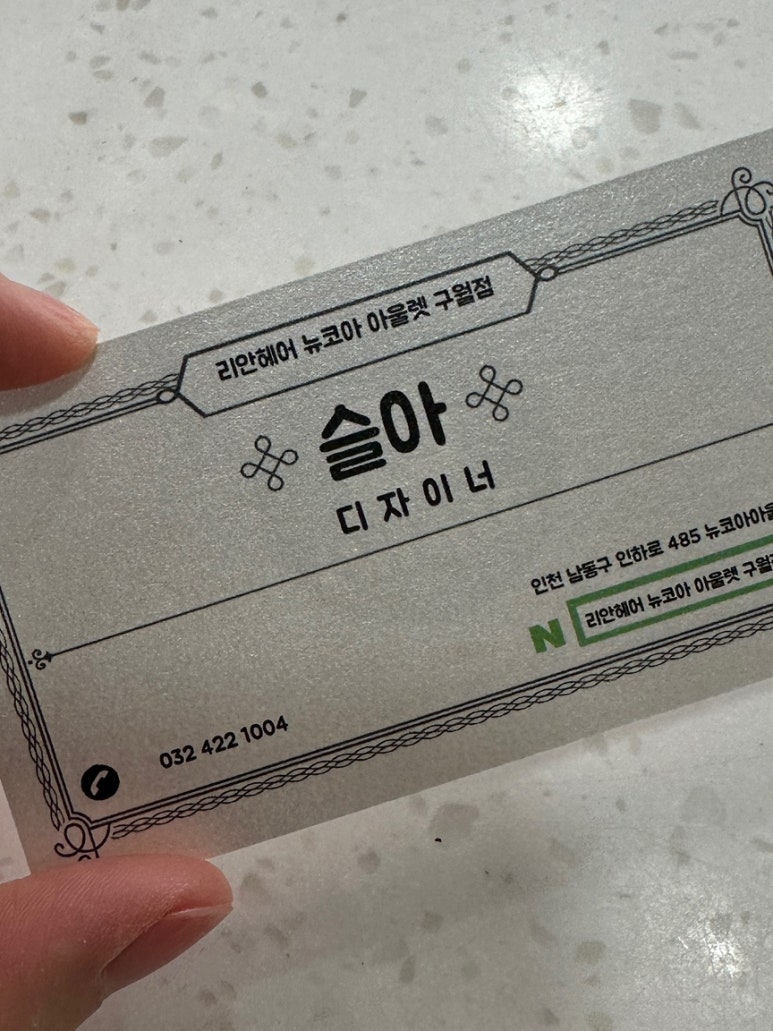 리안헤어 뉴코아 아울렛 구월점
슬아
디자이너
인천 남동구 인하로 485 뉴코아아울
N 리안헤어 뉴코아 아울렛 구월
032 422 1004